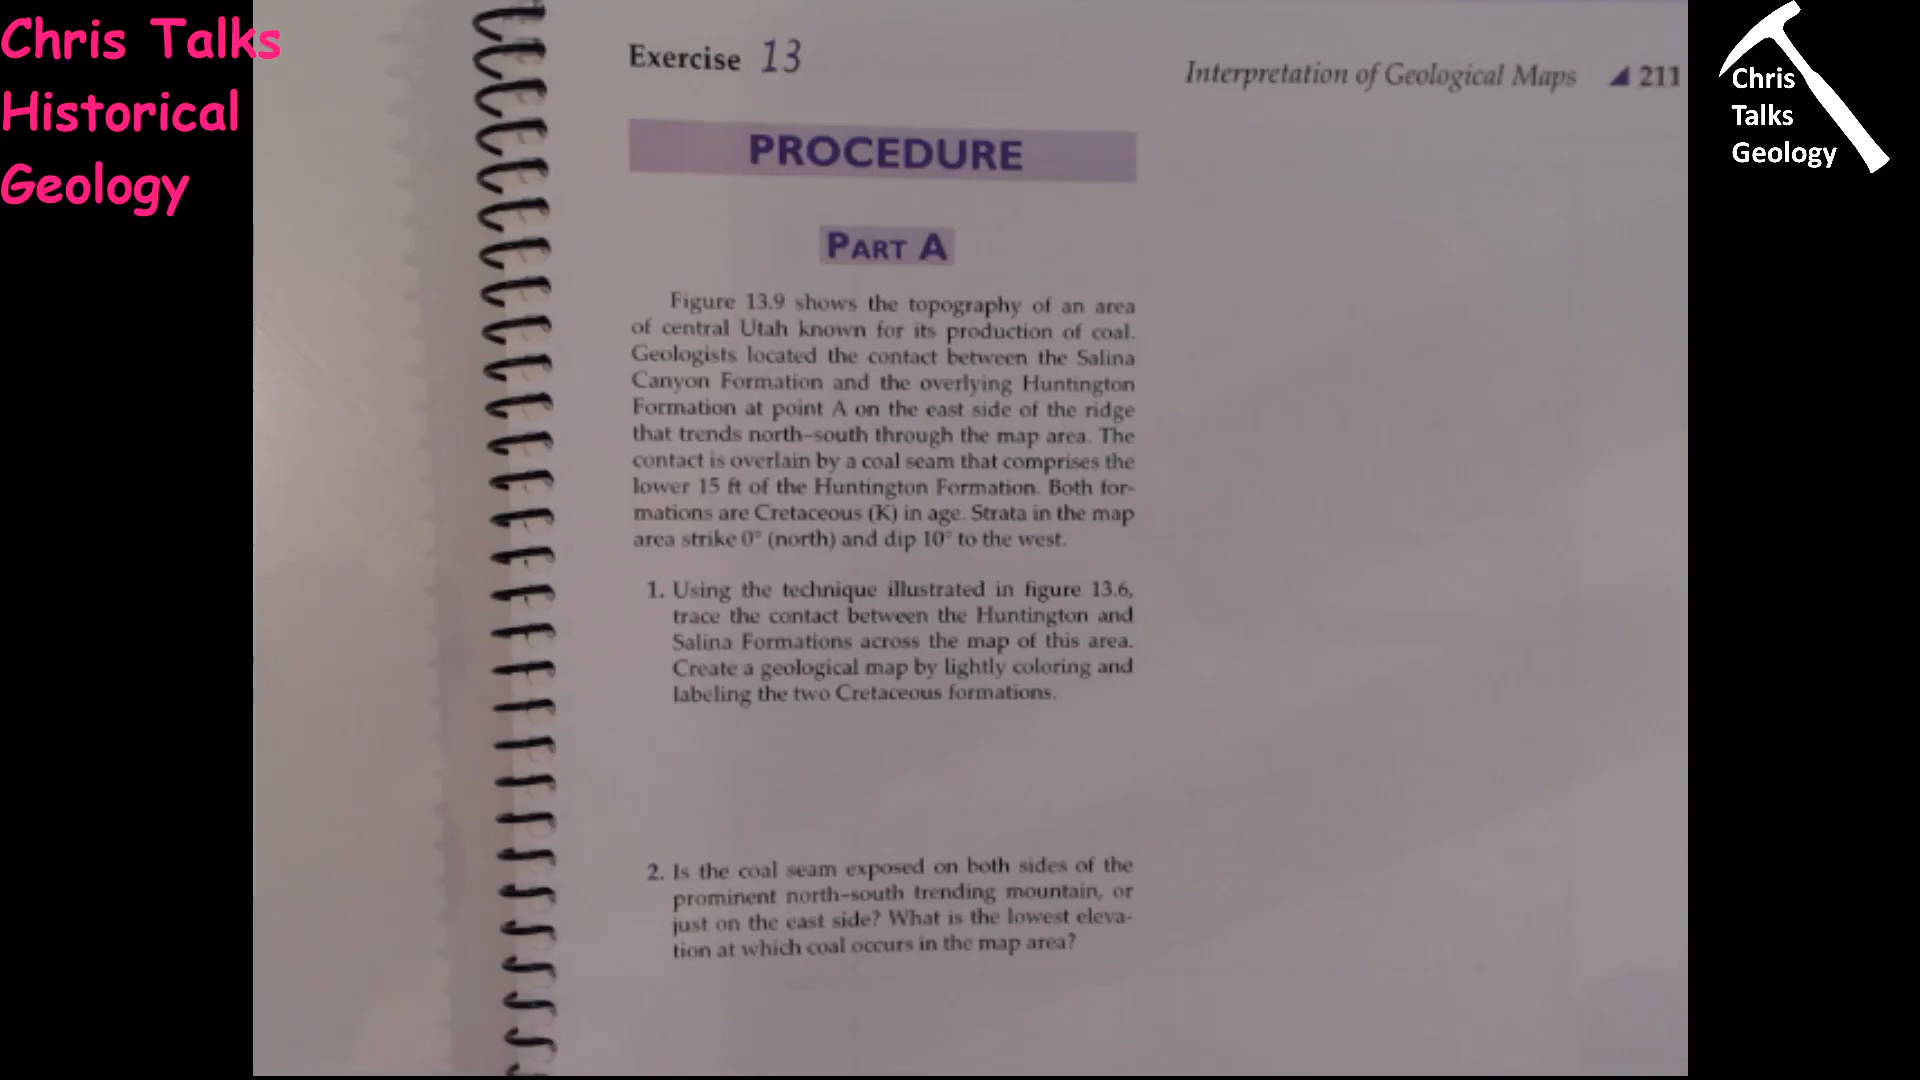 Chris Talks
Historical
Geology
Exercise 13
Interpretation of Geological Maps 211
Chris
Talks
Geology
PROCEDURE
PART A
Figure 13.9 shows the topography of an area
of central Utah known for its production of coal.
Geologists located the contact between the Salina
Canyon Formation and the overlying Huntington
Formation at point A on the east side of the ridge
that trends north–south through the map area. The
contact is overlain by a coal seam that comprises the
lower 15 ft of the Huntington Formation. Both for-
mations are Cretaceous (K) in age. Strata in the map
area strike 0° (north) and dip 10° to the west.
1. Using the technique illustrated in figure 13.6,
trace the contact between the Huntington and
Salina Formations across the map of this area.
Create a geological map by lightly coloring and
labeling the two Cretaceous formations.
2. Is the coal seam exposed on both sides of the
prominent north–south trending mountain, or
just on the east side? What is the lowest eleva-
tion at which coal occurs in the map area?